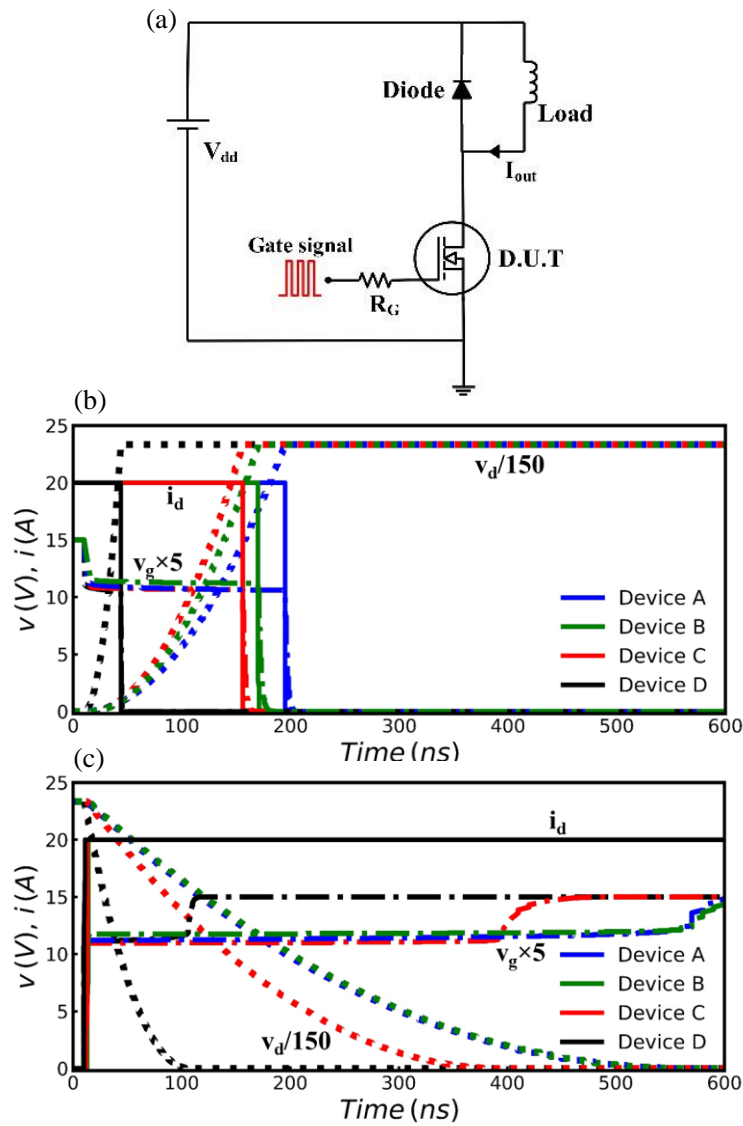 (a)
Diode
Load
V_dd
I_out
Gate signal
D.U.T
R_G
(b)
25
20
15
10
5
0
v (V), i (A)
v_d/150
i_d
v_g×5
Device A
Device B
Device C
Device D
0 100 200 300 400 500 600
Time (ns)
(c)
25
20
15
10
5
0
v (V), i (A)
i_d
v_g×5
v_d/150
Device A
Device B
Device C
Device D
0 100 200 300 400 500 600
Time (ns)